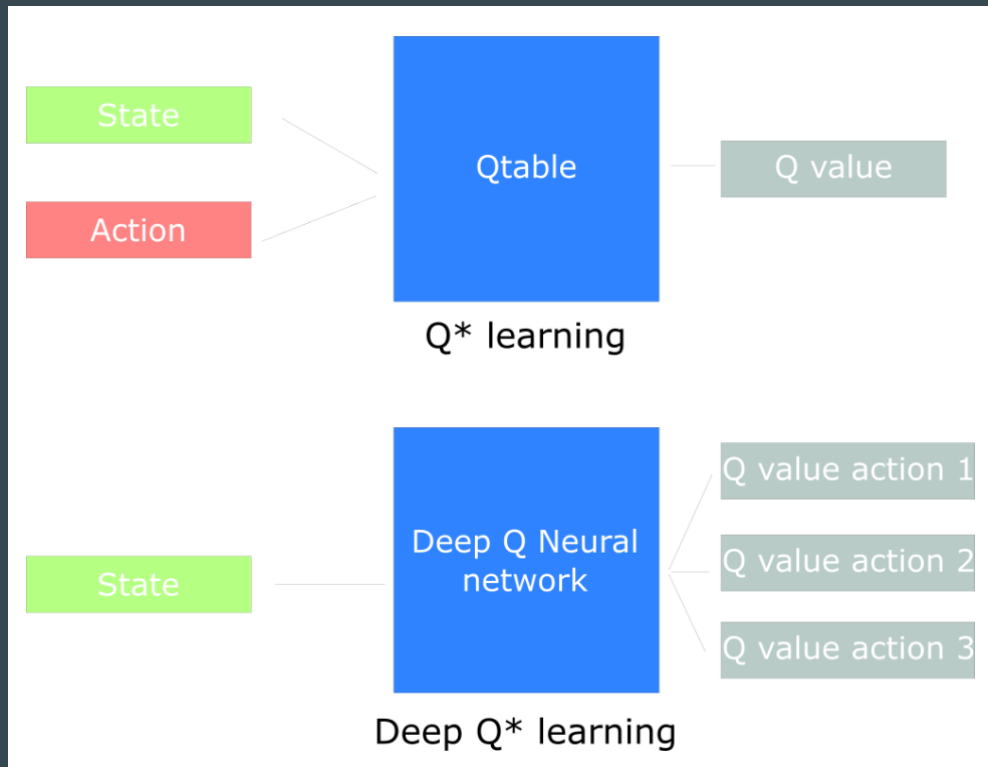 State
Action
Qtable
Q value
Q* learning
State
Deep Q Neural
network
Q value action 1
Q value action 2
Q value action 3
Deep Q* learning